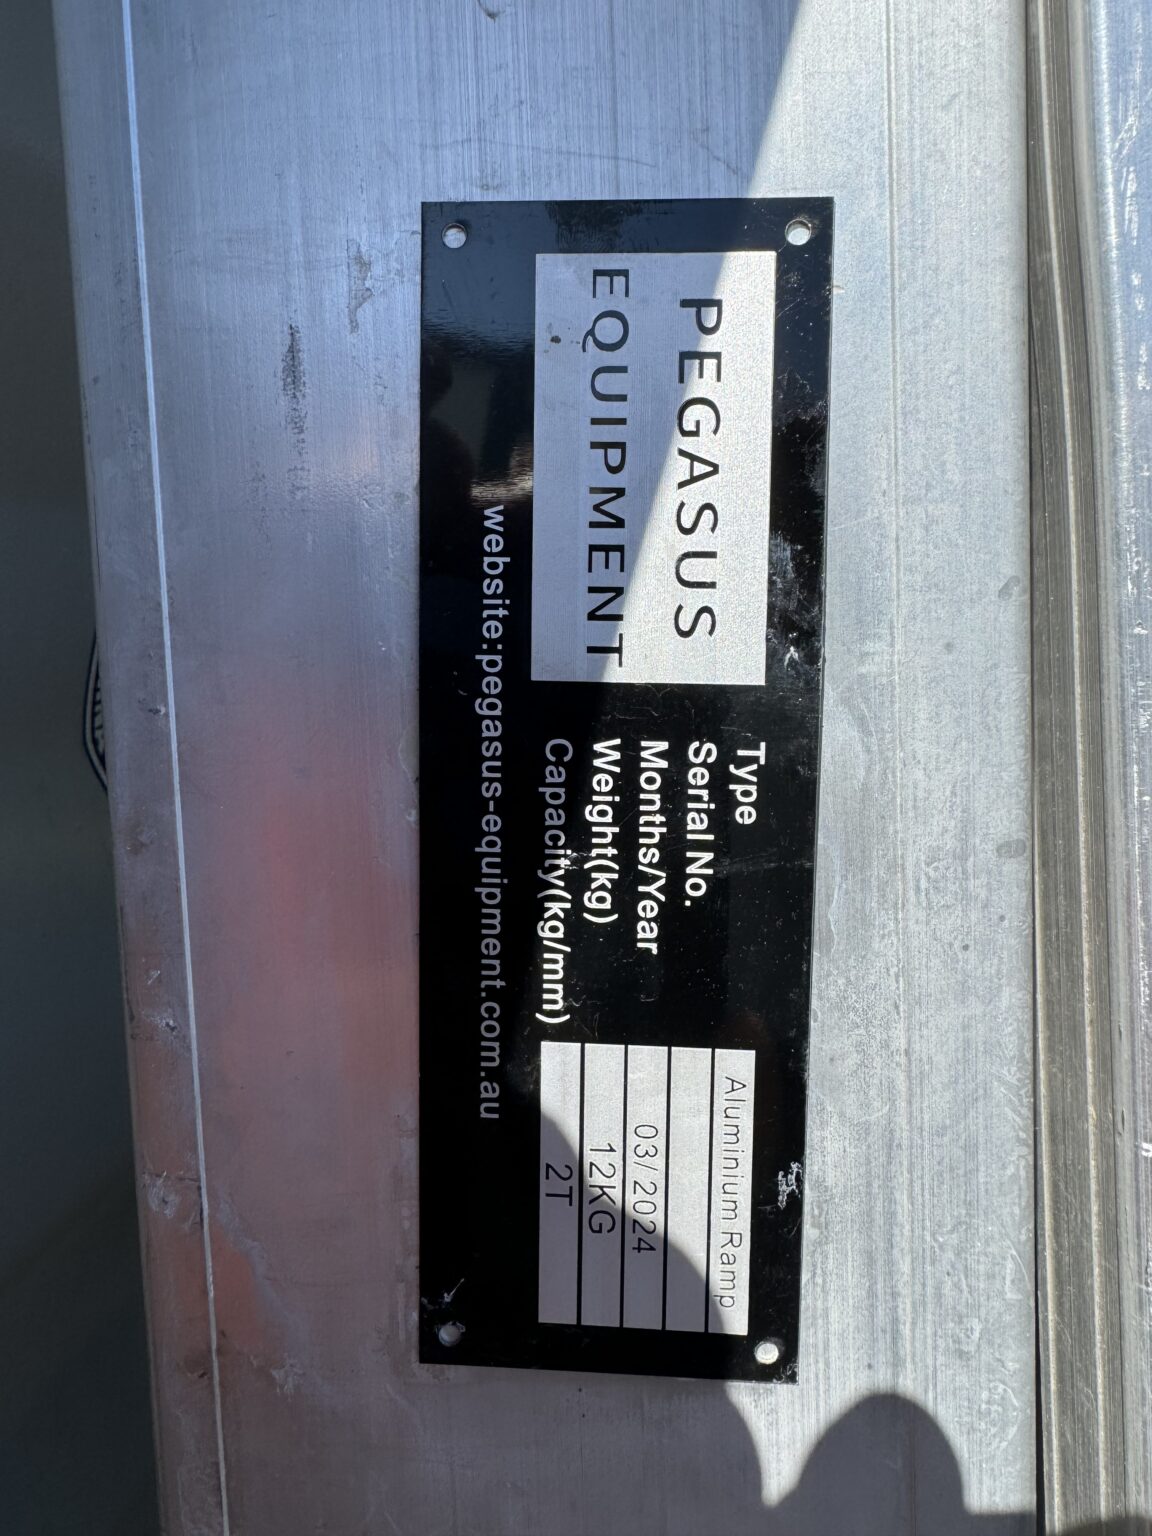 PEGASUS
EQUIPMENT
Type Aluminium Ramp
Serial No.
Months/Year 03/2024
Weight(kg) 12KG
Capacity(kg/mm) 2T
website:pegasus-equipment.com.au